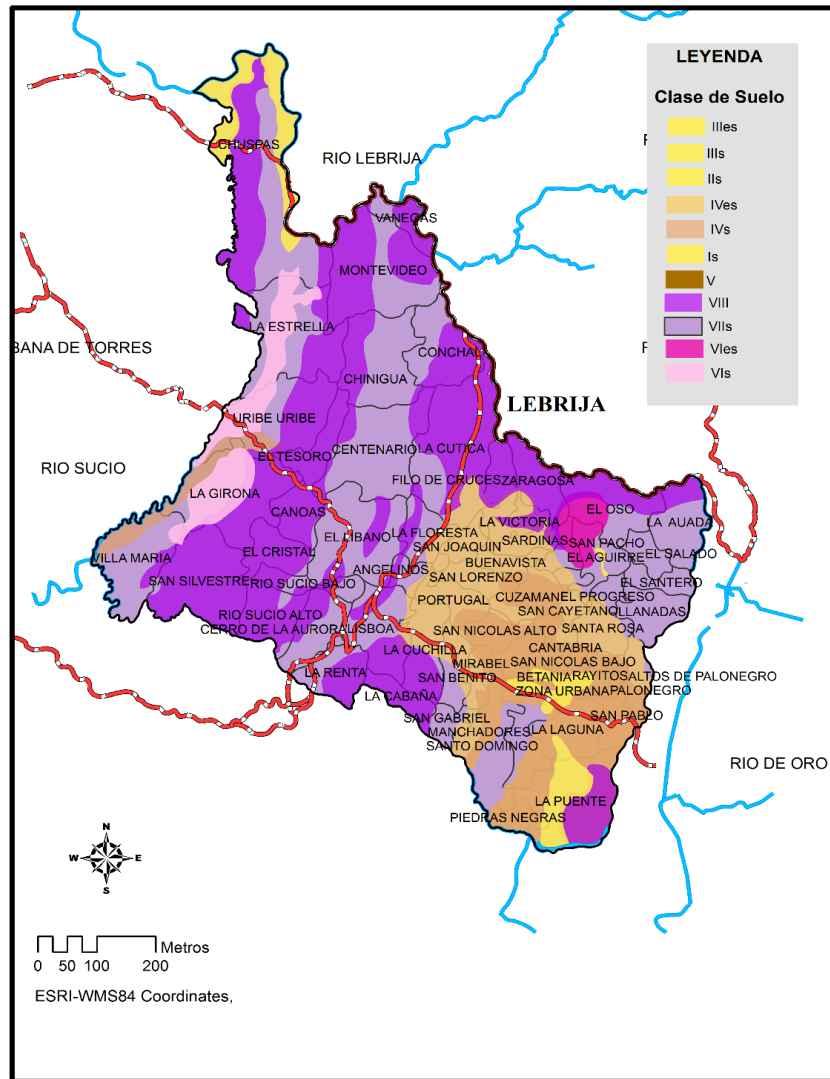 LEYENDA
Clase de Suelo
IIIes
IIIs
IIs
IVes
IVs
Is
V
VIII
VIIs
VIes
VIs
CHUSPAS
RIO LEBRIJA
VANEGAS
MONTEVIDEO
LA ESTRELLA
BANA DE TORRES
CONCHAL
CHINIGUA
LEBRIJA
URIBE URIBE
EL TESORO
CENTENARIO
LA CUTICA
RIO SUCIO
FILO DE CRUCES
ZARAGOSA
LA GIRONA
CANOAS
EL OSO
LA VICTORIA
LA AUADA
EL LIBANO
LA FLORESTA
SARDINAS
SAN PACHO
EL CRISTAL
SAN JOAQUIN
VILLA MARIA
BUENAVISTA
EL AGUIRRE
EL SALADO
ANGELINOS
SAN LORENZO
SAN SILVESTRE
RIO SUCIO BAJO
EL SANTERO
PORTUGAL
CUZAMAN
EL PROGRESO
RIO SUCIO ALTO
SAN CAYETANO
LLANADAS
CERRO DE LA AURORA
LISBOA
SAN NICOLAS ALTO
SANTA ROSA
LA CUCHILLA
CANTABRIA
MIRABEL
SAN NICOLAS BAJO
LA RENTA
SAN BENITO
BETANIA
RAYITOS
ALTOS DE PALONEGRO
LA CABAÑA
ZONA URBANA
PALONEGRO
SAN GABRIEL
SAN PABLO
MANCHADORES
LA LAGUNA
SANTO DOMINGO
RIO DE ORO
LA PUENTE
PIEDRAS NEGRAS
N
W
E
S
Metros
0 50 100 200
ESRI-WMS84 Coordinates,